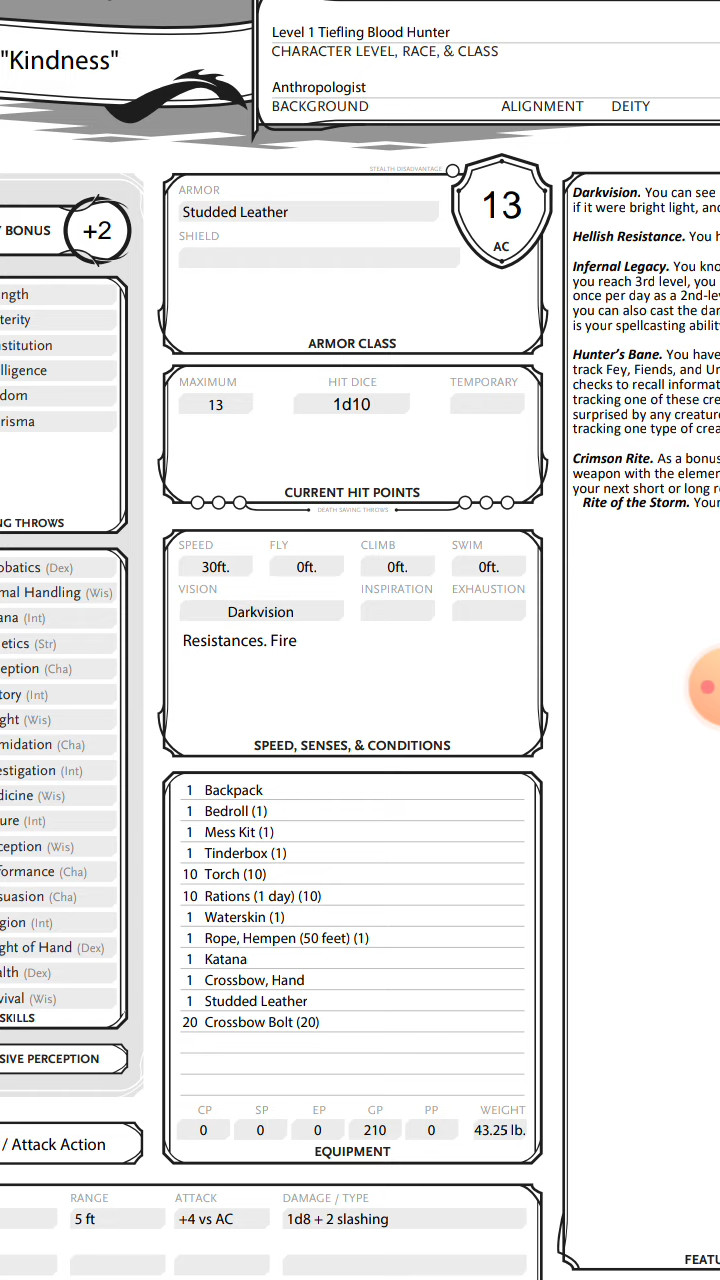 "Kindness"
Level 1 Tiefling Blood Hunter
CHARACTER LEVEL, RACE, & CLASS
Anthropologist
BACKGROUND ALIGNMENT DEITY
BONUS
+2
ngth
terity
stitution
lligence
dom
risma
NG THROWS
obatics (Dex)
mal Handling (Wis)
ana (Int)
etics (Str)
eption (Cha)
tory (Int)
ght (Wis)
midation (Cha)
estigation (Int)
dicine (Wis)
ure (Int)
ception (Wis)
formance (Cha)
suasion (Cha)
gion (Int)
ght of Hand (Dex)
alth (Dex)
vival (Wis)
SKILLS
SIVE PERCEPTION
/ Attack Action
STEALTH DISADVANTAGE
ARMOR
Studded Leather
SHIELD
13
AC
ARMOR CLASS
MAXIMUM HIT DICE TEMPORARY
13 1d10
CURRENT HIT POINTS
DEATH SAVING THROWS
SPEED FLY CLIMB SWIM
30ft. 0ft. 0ft. 0ft.
VISION INSPIRATION EXHAUSTION
Darkvision
Resistances. Fire
SPEED, SENSES, & CONDITIONS
1 Backpack
1 Bedroll (1)
1 Mess Kit (1)
1 Tinderbox (1)
10 Torch (10)
10 Rations (1 day) (10)
1 Waterskin (1)
1 Rope, Hempen (50 feet) (1)
1 Katana
1 Crossbow, Hand
1 Studded Leather
20 Crossbow Bolt (20)
CP SP EP GP PP WEIGHT
0 0 0 210 0 43.25 lb.
EQUIPMENT
RANGE ATTACK DAMAGE / TYPE
5 ft +4 vs AC 1d8 + 2 slashing
Darkvision. You can see
if it were bright light, and
Hellish Resistance. You h
Infernal Legacy. You kno
you reach 3rd level, you
once per day as a 2nd-le
you can also cast the dar
is your spellcasting ability
Hunter's Bane. You have
track Fey, Fiends, and Un
checks to recall informat
tracking one of these cre
surprised by any creature
tracking one type of crea
Crimson Rite. As a bonus
weapon with the elemen
your next short or long re
Rite of the Storm. Your
FEATU